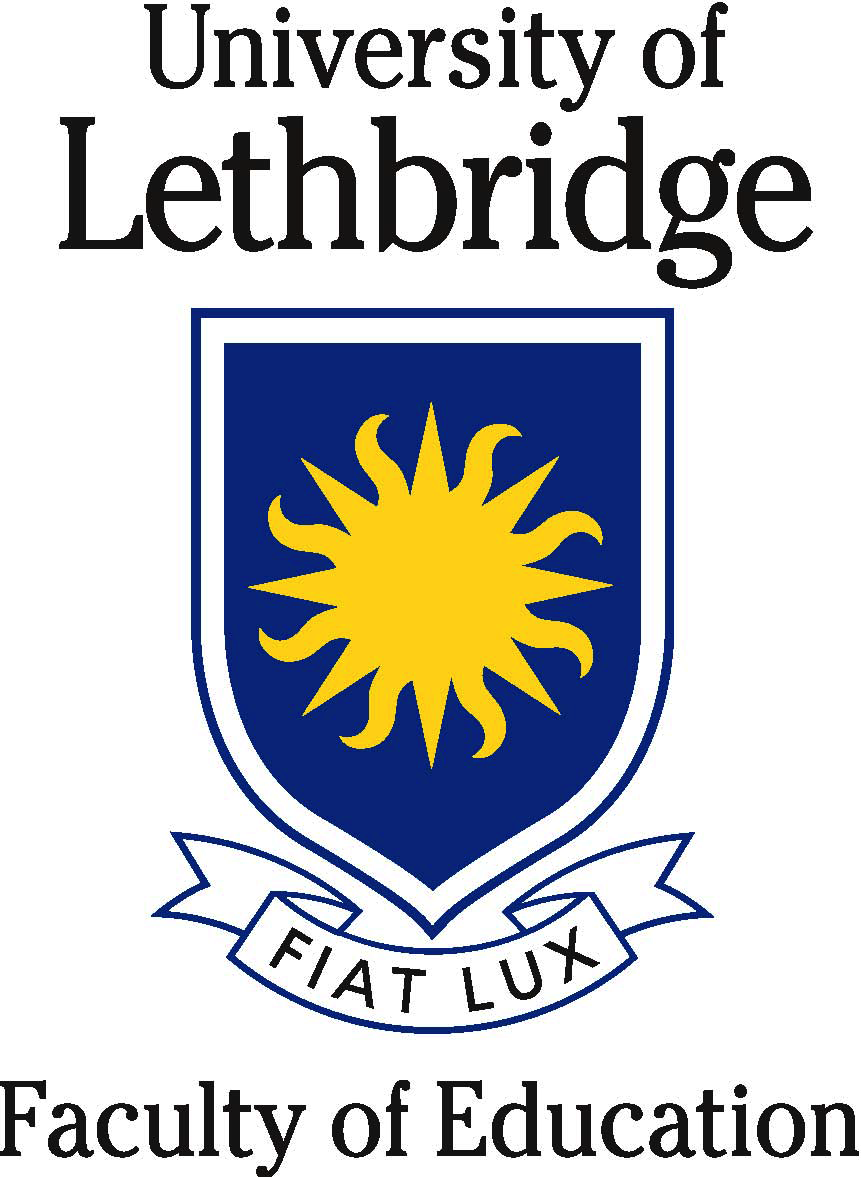 University of
Lethbridge
FIAT LUX
Faculty of Education